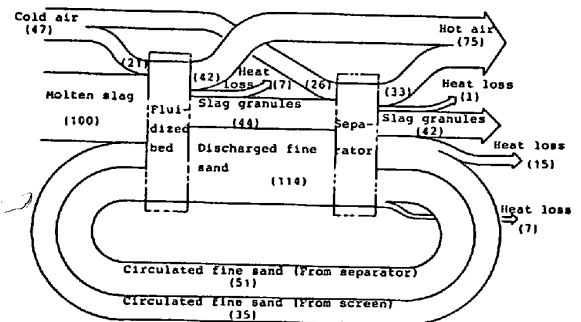 Cold air
(47)
Hot air
(75)
(21)
(42)
Heat
loss
(7)
(26)
(33)
Heat loss
(1)
Molten slag
(100)
Flui-
dized
bed
Slag granules
(44)
Sepa-
rator
Slag granules
(42)
Discharged fine
sand
(114)
Heat loss
(15)
Heat loss
(7)
Circulated fine sand (From separator)
(51)
Circulated fine sand (From screen)
(35)